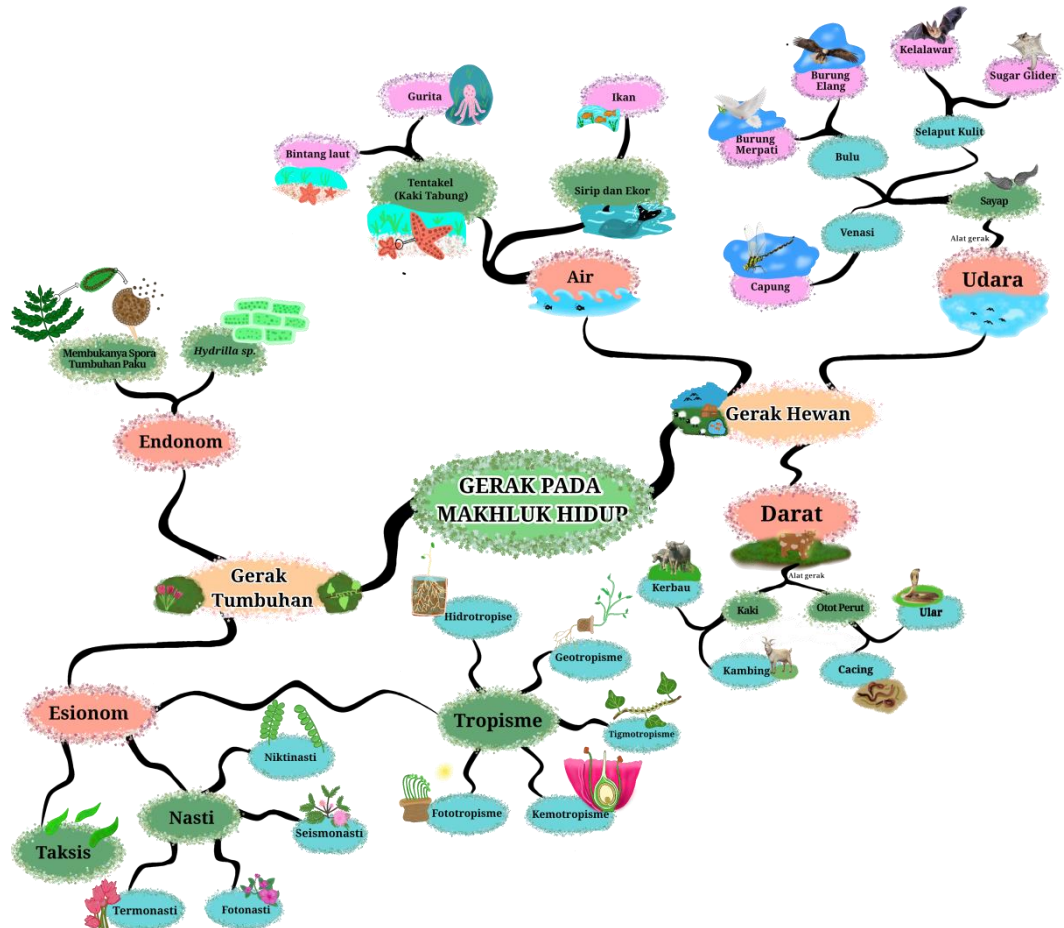 GERAK PADA
MAKHLUK HIDUP
Gerak Hewan
Air
Tentakel
(Kaki Tabung)
Gurita
Bintang laut
Sirip dan Ekor
Ikan
Udara
Alat gerak
Sayap
Selaput Kulit
Kelalawar
Sugar Glider
Bulu
Burung
Elang
Burung
Merpati
Venasi
Capung
Darat
Alat gerak
Kaki
Kerbau
Kambing
Otot Perut
Ular
Cacing
Gerak
Tumbuhan
Endonom
Membukanya Spora
Tumbuhan Paku
Hydrilla sp.
Esionom
Tropisme
Hidrotropise
Geotropisme
Tigmotropisme
Kemotropisme
Fototropisme
Nasti
Niktinasti
Seismonasti
Fotonasti
Termonasti
Taksis